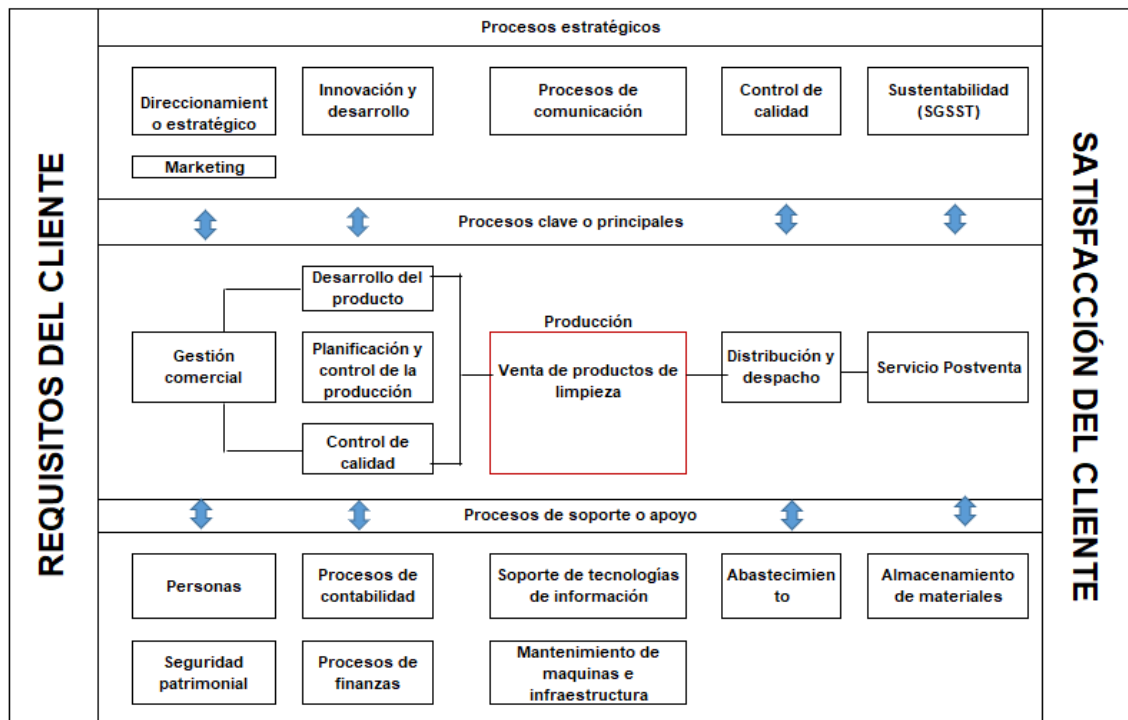 REQUISITOS DEL CLIENTE
Procesos estratégicos
Direccionamient
o estratégico
Innovación y
desarrollo
Procesos de
comunicación
Control de
calidad
Sustentabilidad
(SGSST)
Marketing
Procesos clave o principales
Gestión
comercial
Desarrollo del
producto
Planificación y
control de la
producción
Control de
calidad
Producción
Venta de productos de
limpieza
Distribución y
despacho
Servicio Postventa
Procesos de soporte o apoyo
Personas
Procesos de
contabilidad
Soporte de tecnologías
de información
Abastecimien
to
Almacenamiento
de materiales
Seguridad
patrimonial
Procesos de
finanzas
Mantenimiento de
maquinas e
infraestructura
SATISFACCIÓN DEL CLIENTE